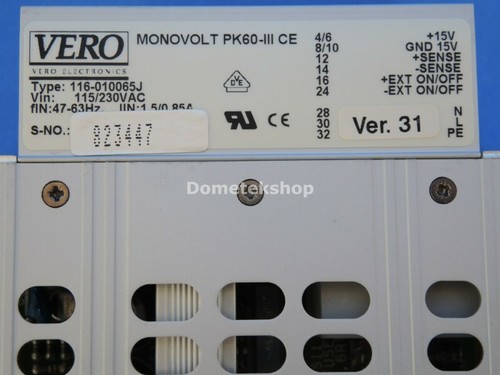 VERO
VERO ELECTRONICS
MONOVOLT PK60-III CE
Type: 116-010065J
Vin: 115/230VAC
fIN:47-63Hz IIN:1.5/0.85A
S-NO.:
823447
VDE
4/6 +15V
8/10 GND 15V
12 +SENSE
14 -SENSE
16 +EXT ON/OFF
24 -EXT ON/OFF
28 N
30 L
32 PE
Ver. 31
Dometekshop